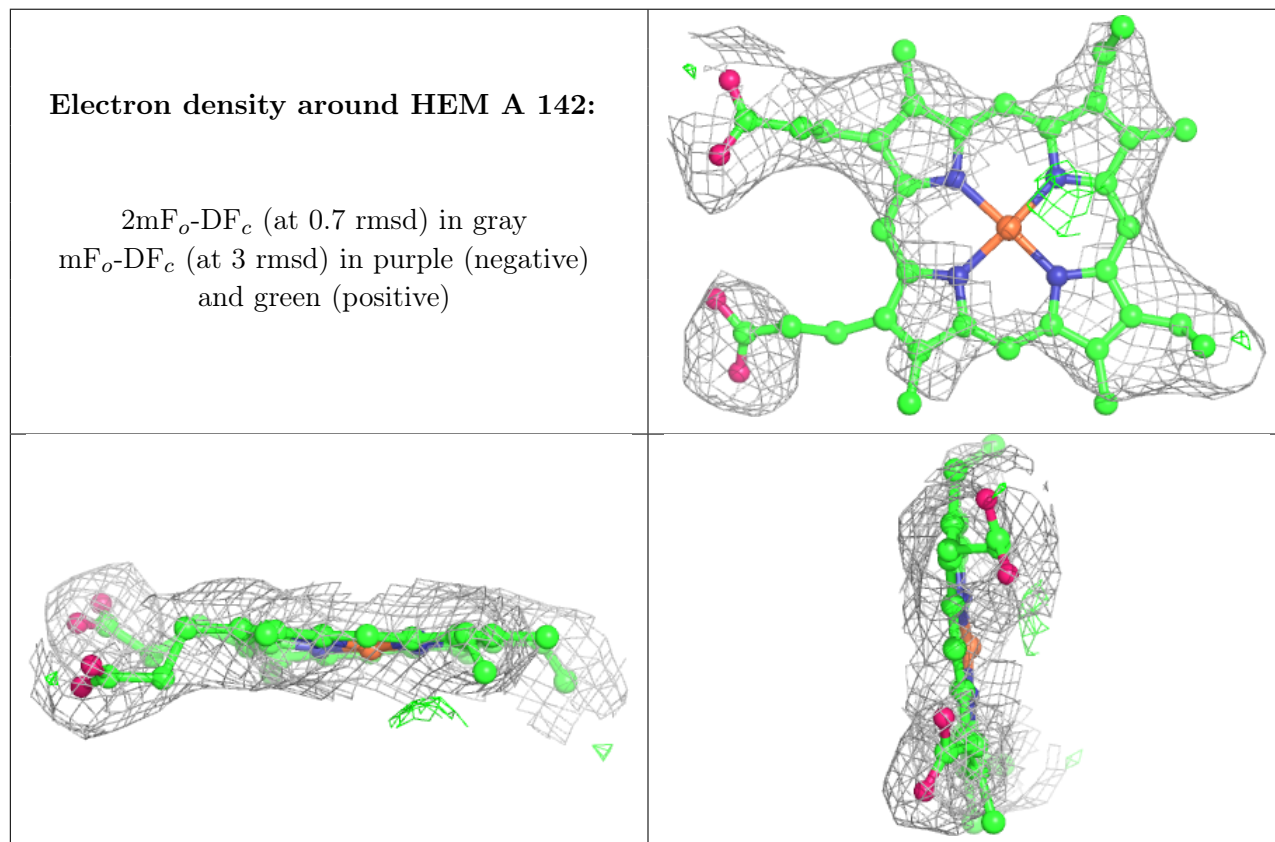 Electron density around HEM A 142:
2mFo-DFc (at 0.7 rmsd) in gray
mFo-DFc (at 3 rmsd) in purple (negative)
and green (positive)